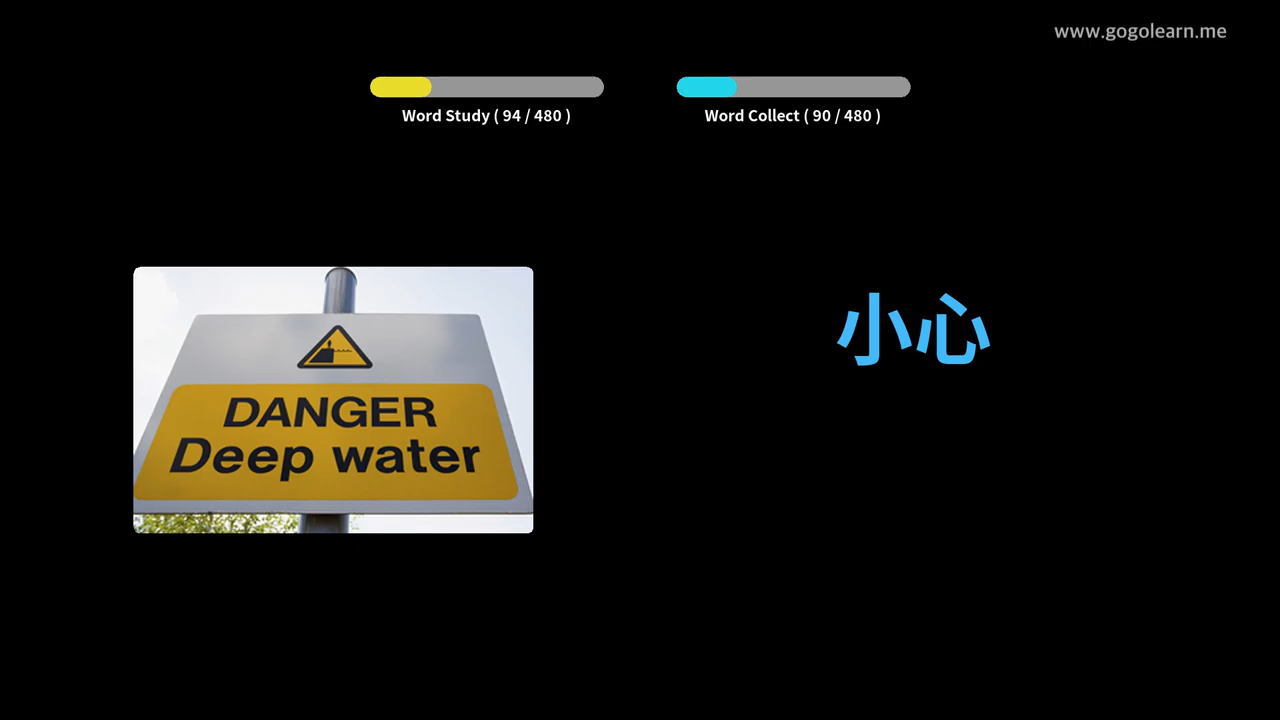 www.gogolearn.me
Word Study ( 94 / 480 )
Word Collect ( 90 / 480 )
小心
DANGER
Deep water